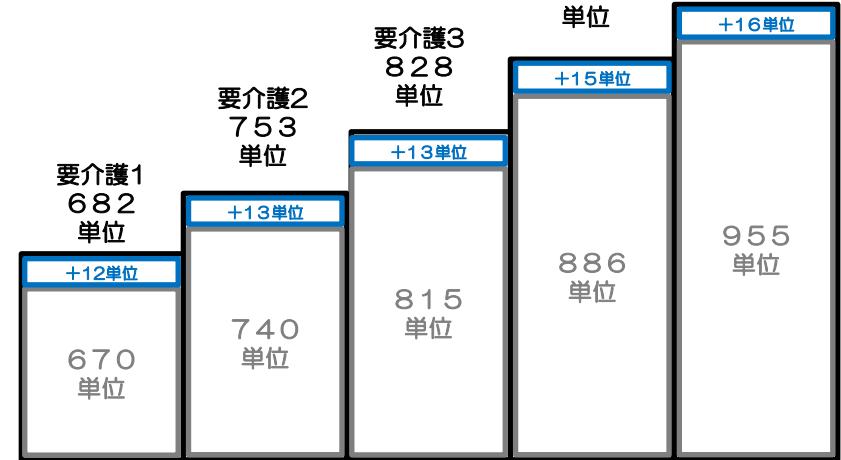 要介護1
６８２
単位
+12単位
６７０
単位
要介護2
７５３
単位
+13単位
７４０
単位
要介護3
８２８
単位
+13単位
８１５
単位
単位
+15単位
８８６
単位
+16単位
９５５
単位